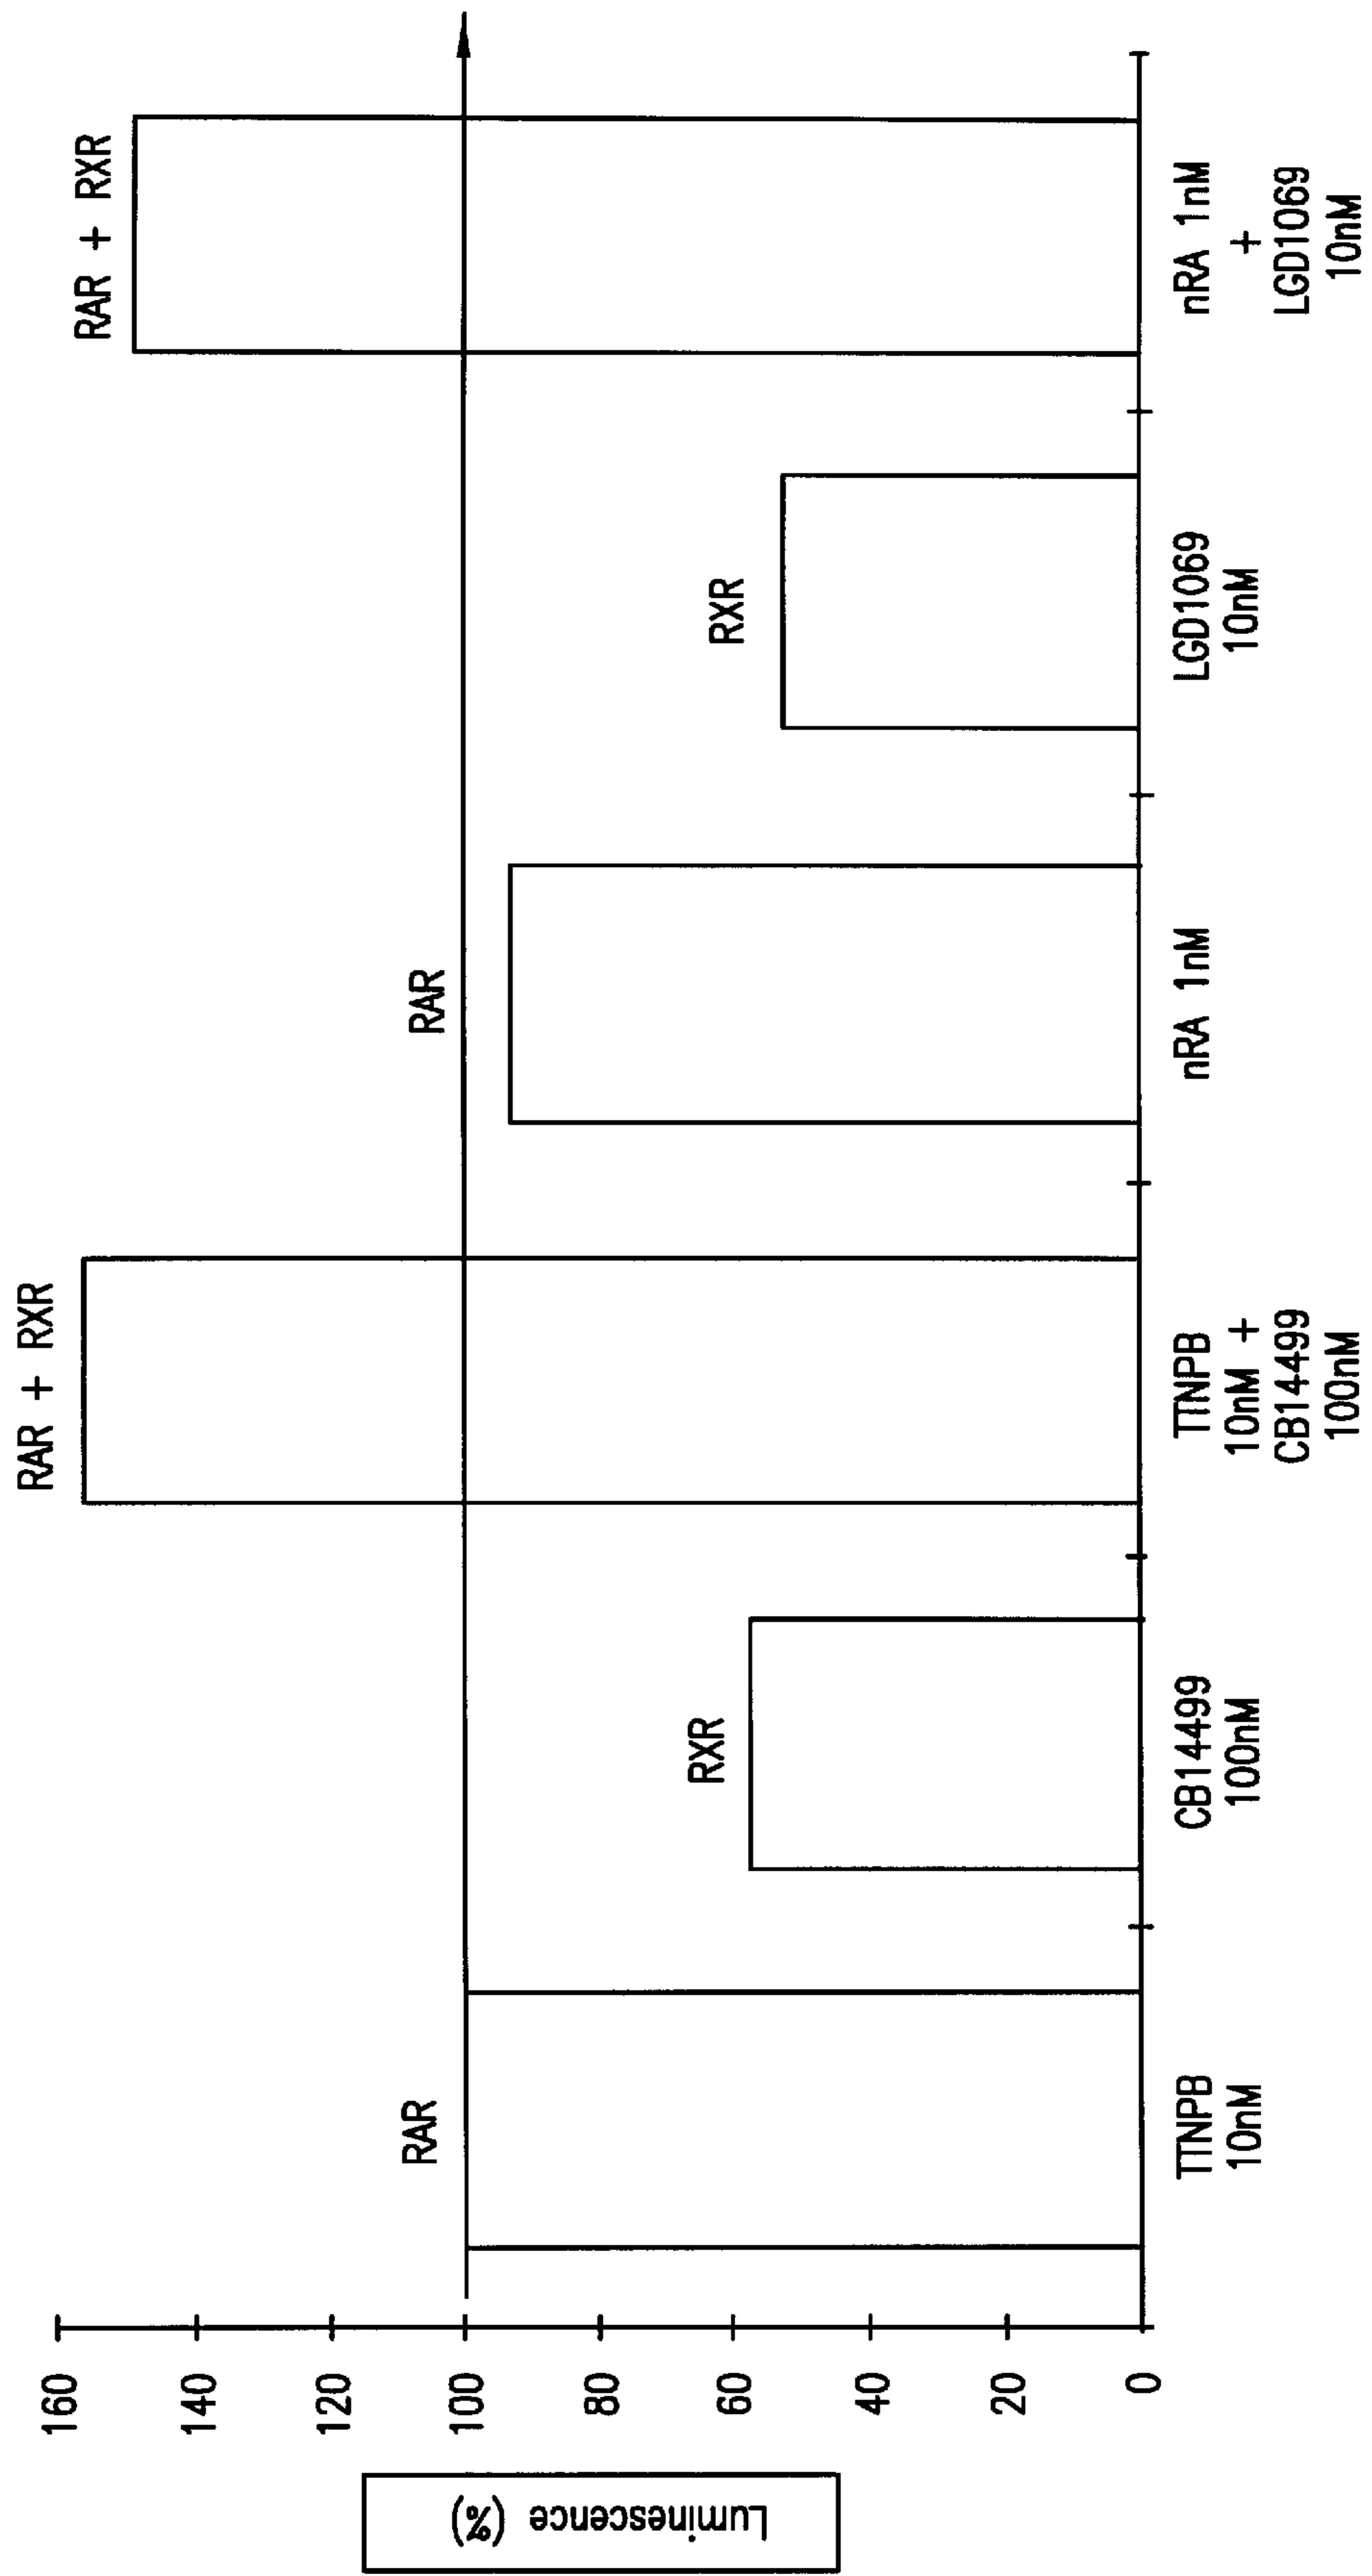 Luminescence
(%)
160
140
120
100
80
60
40
20
0
RAR
RXR
RAR + RXR
RAR
RXR
RAR + RXR
TTNPB
10nM
CB14499
100nM
TTNPB
10nM +
CB14499
100nM
nRA 1nM
LGD1069
10nM
nRA 1nM
+
LGD1069
10nM